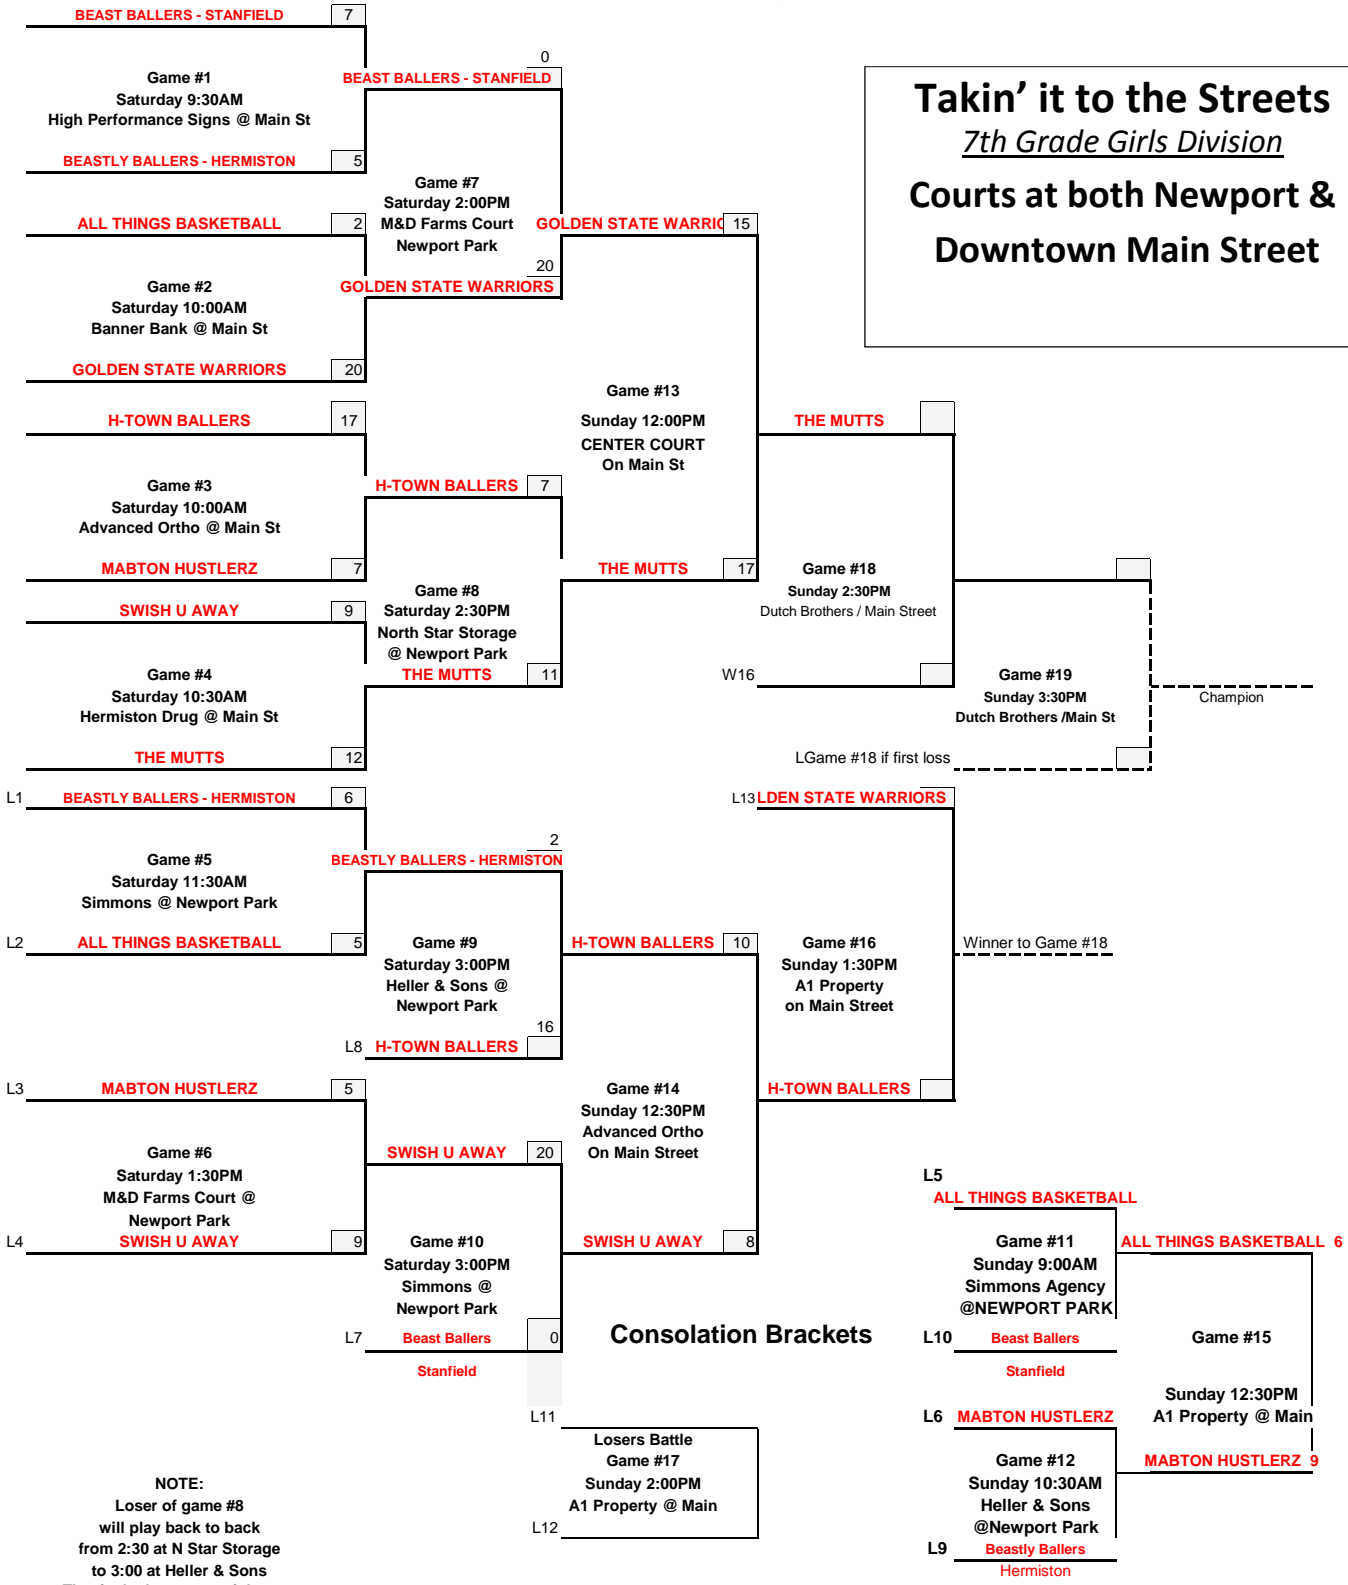 BEAST BALLERS - STANFIELD 7
Game #1
Saturday 9:30AM
High Performance Signs @ Main St
BEASTLY BALLERS - HERMISTON 5
ALL THINGS BASKETBALL 2
Game #2
Saturday 10:00AM
Banner Bank @ Main St
GOLDEN STATE WARRIORS 20
H-TOWN BALLERS 17
Game #3
Saturday 10:00AM
Advanced Ortho @ Main St
MABTON HUSTLERZ 7
SWISH U AWAY 9
Game #4
Saturday 10:30AM
Hermiston Drug @ Main St
THE MUTTS 12
0
BEAST BALLERS - STANFIELD
Game #7
Saturday 2:00PM
M&D Farms Court
Newport Park
20
GOLDEN STATE WARRIORS
H-TOWN BALLERS 7
Game #8
Saturday 2:30PM
North Star Storage
@ Newport Park
THE MUTTS 11
GOLDEN STATE WARRIO 15
Game #13
Sunday 12:00PM
CENTER COURT
On Main St
THE MUTTS 17
Takin' it to the Streets
7th Grade Girls Division
Courts at both Newport &
Downtown Main Street
THE MUTTS
Game #18
Sunday 2:30PM
Dutch Brothers / Main Street
W16
Game #19
Sunday 3:30PM
Dutch Brothers /Main St
LGame #18 if first loss
Champion
L1 BEASTLY BALLERS - HERMISTON 6
Game #5
Saturday 11:30AM
Simmons @ Newport Park
L2 ALL THINGS BASKETBALL 5
L3 MABTON HUSTLERZ 5
Game #6
Saturday 1:30PM
M&D Farms Court @
Newport Park
L4 SWISH U AWAY 9
2
BEASTLY BALLERS - HERMISTON
Game #9
Saturday 3:00PM
Heller & Sons @
Newport Park
16
L8 H-TOWN BALLERS
SWISH U AWAY 20
Game #10
Saturday 3:00PM
Simmons @
Newport Park
L7 Beast Ballers 0
Stanfield
H-TOWN BALLERS 10
Game #14
Sunday 12:30PM
Advanced Ortho
On Main Street
SWISH U AWAY 8
L13 LDEN STATE WARRIORS
Game #16
Sunday 1:30PM
A1 Property
on Main Street
H-TOWN BALLERS
Winner to Game #18
Consolation Brackets
L11
Losers Battle
Game #17
Sunday 2:00PM
A1 Property @ Main
L12
L5
ALL THINGS BASKETBALL
Game #11
Sunday 9:00AM
Simmons Agency
@NEWPORT PARK
L10 Beast Ballers
Stanfield
L6 MABTON HUSTLERZ
Game #12
Sunday 10:30AM
Heller & Sons
@Newport Park
L9 Beastly Ballers
Hermiston
ALL THINGS BASKETBALL 6
Game #15
Sunday 12:30PM
A1 Property @ Main
MABTON HUSTLERZ 9
NOTE:
Loser of game #8
will play back to back
from 2:30 at N Star Storage
to 3:00 at Heller & Sons